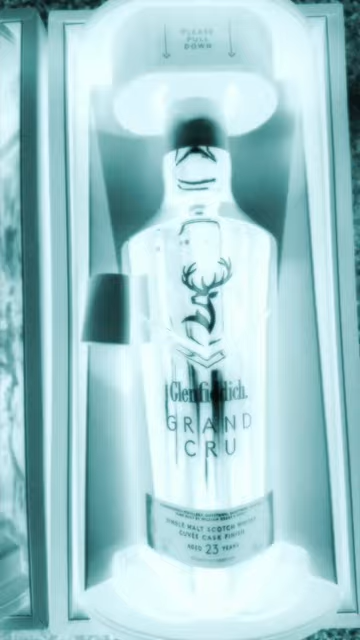 PLEASE
PULL
DOWN
Glenfiddich.
GRAND
CRU
SINGLE MALT SCOTCH WHISKY
CUVÉE CASK FINISH
AGED 23 YEARS